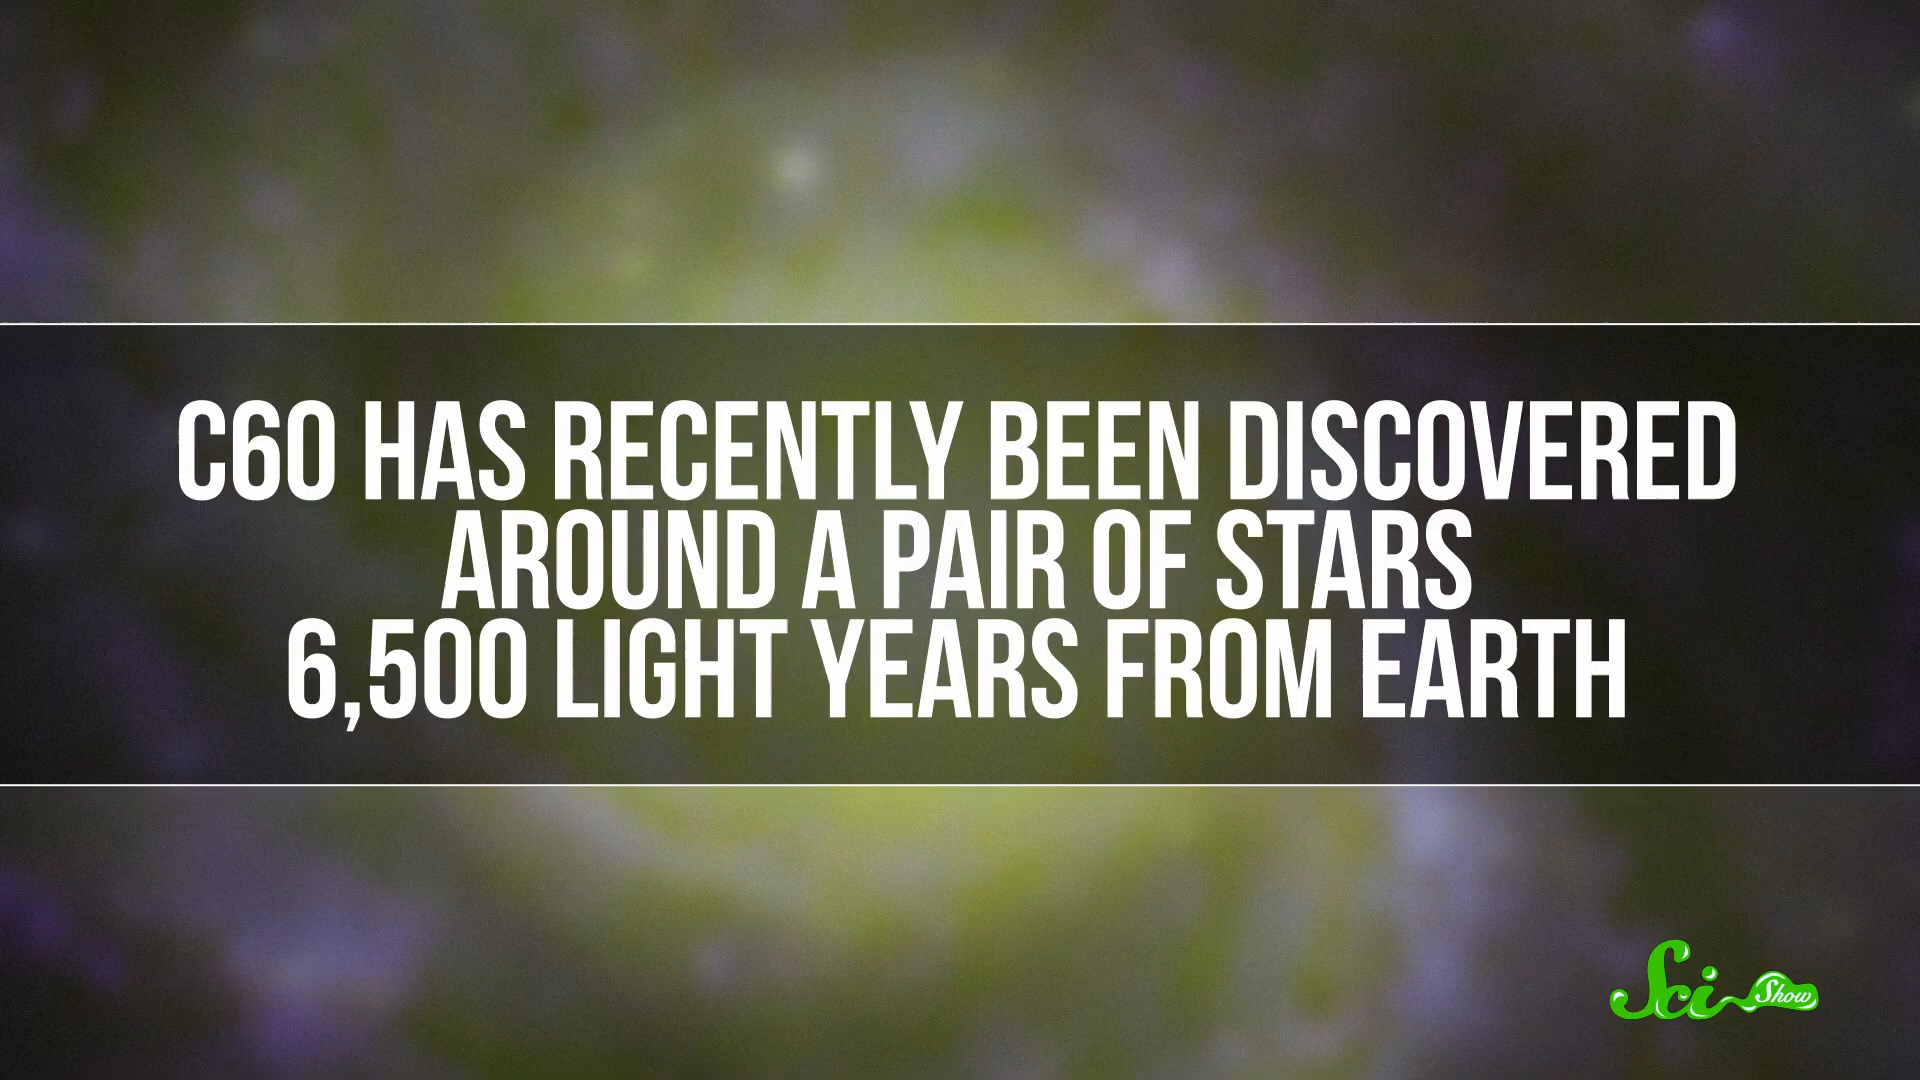 C60 HAS RECENTLY BEEN DISCOVERED
AROUND A PAIR OF STARS
6,500 LIGHT YEARS FROM EARTH
Sci Show